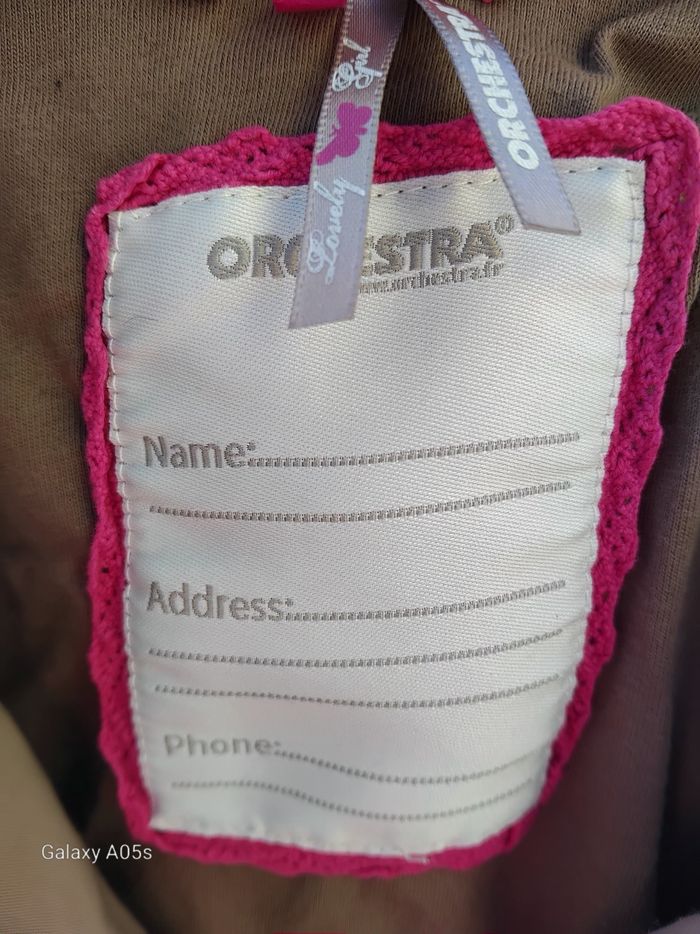 Lovely Girl
ORCHESTRA
ORCHESTRA®
www.orchestra.fr
Name:
Address:
Phone:
Galaxy A05s